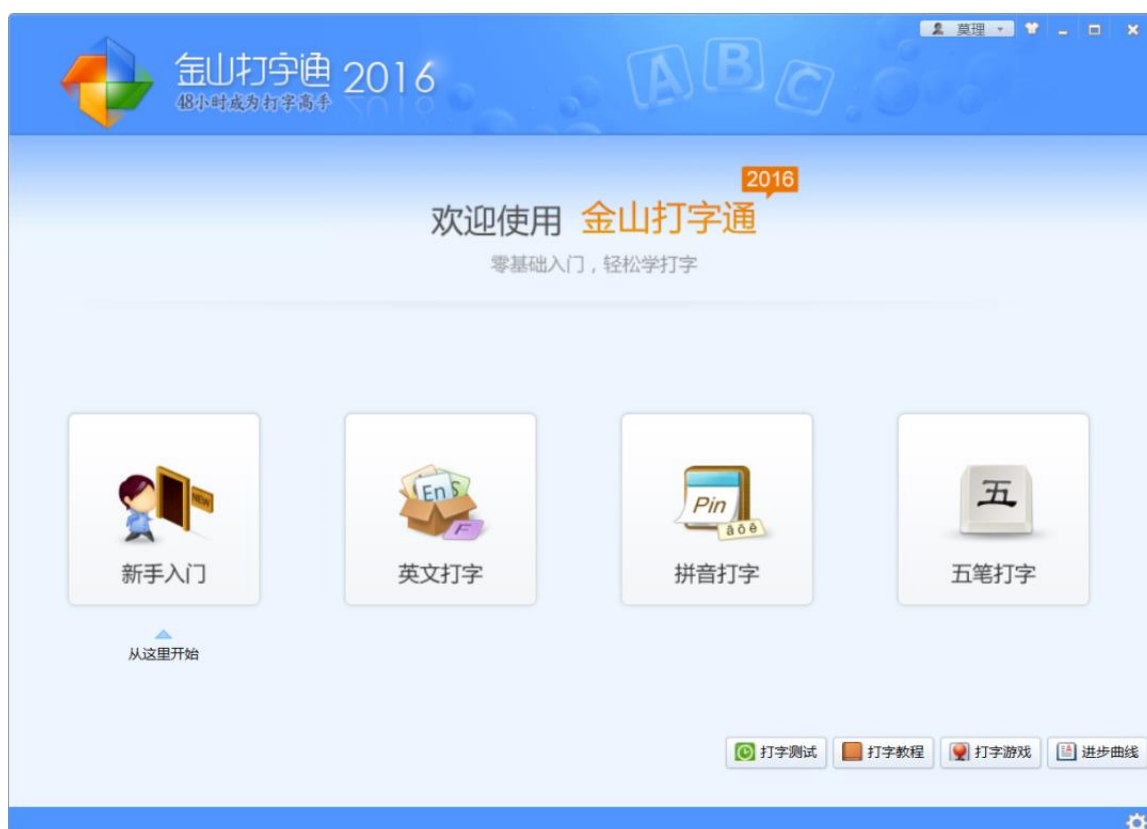 莫理
金山打字通 2016
48小时成为打字高手
A B C
2016
欢迎使用 金山打字通
零基础入门，轻松学打字
NEW
En S
F
Pin
āōē
五
新手入门
英文打字
拼音打字
五笔打字
从这里开始
打字测试
打字教程
打字游戏
进步曲线